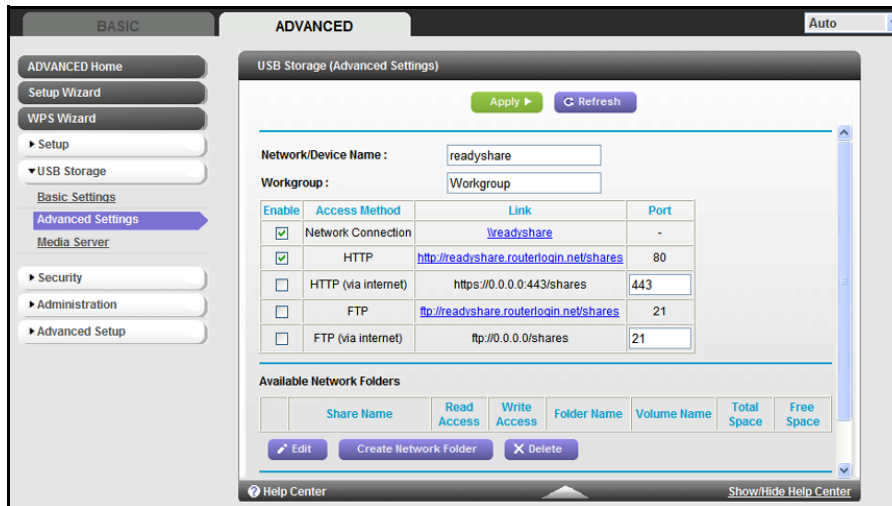 BASIC
ADVANCED
Auto
ADVANCED Home
Setup Wizard
WPS Wizard
Setup
USB Storage
Basic Settings
Advanced Settings
Media Server
Security
Administration
Advanced Setup
USB Storage (Advanced Settings)
Apply
Refresh
Network/Device Name :
readyshare
Workgroup :
Workgroup
Enable Access Method Link Port
Network Connection \\readyshare -
HTTP http://readyshare.routerlogin.net/shares 80
HTTP (via internet) https://0.0.0.0:443/shares 443
FTP ftp://readyshare.routerlogin.net/shares 21
FTP (via internet) ftp://0.0.0.0/shares 21
Available Network Folders
Share Name Read Access Write Access Folder Name Volume Name Total Space Free Space
Edit
Create Network Folder
Delete
Help Center
Show/Hide Help Center